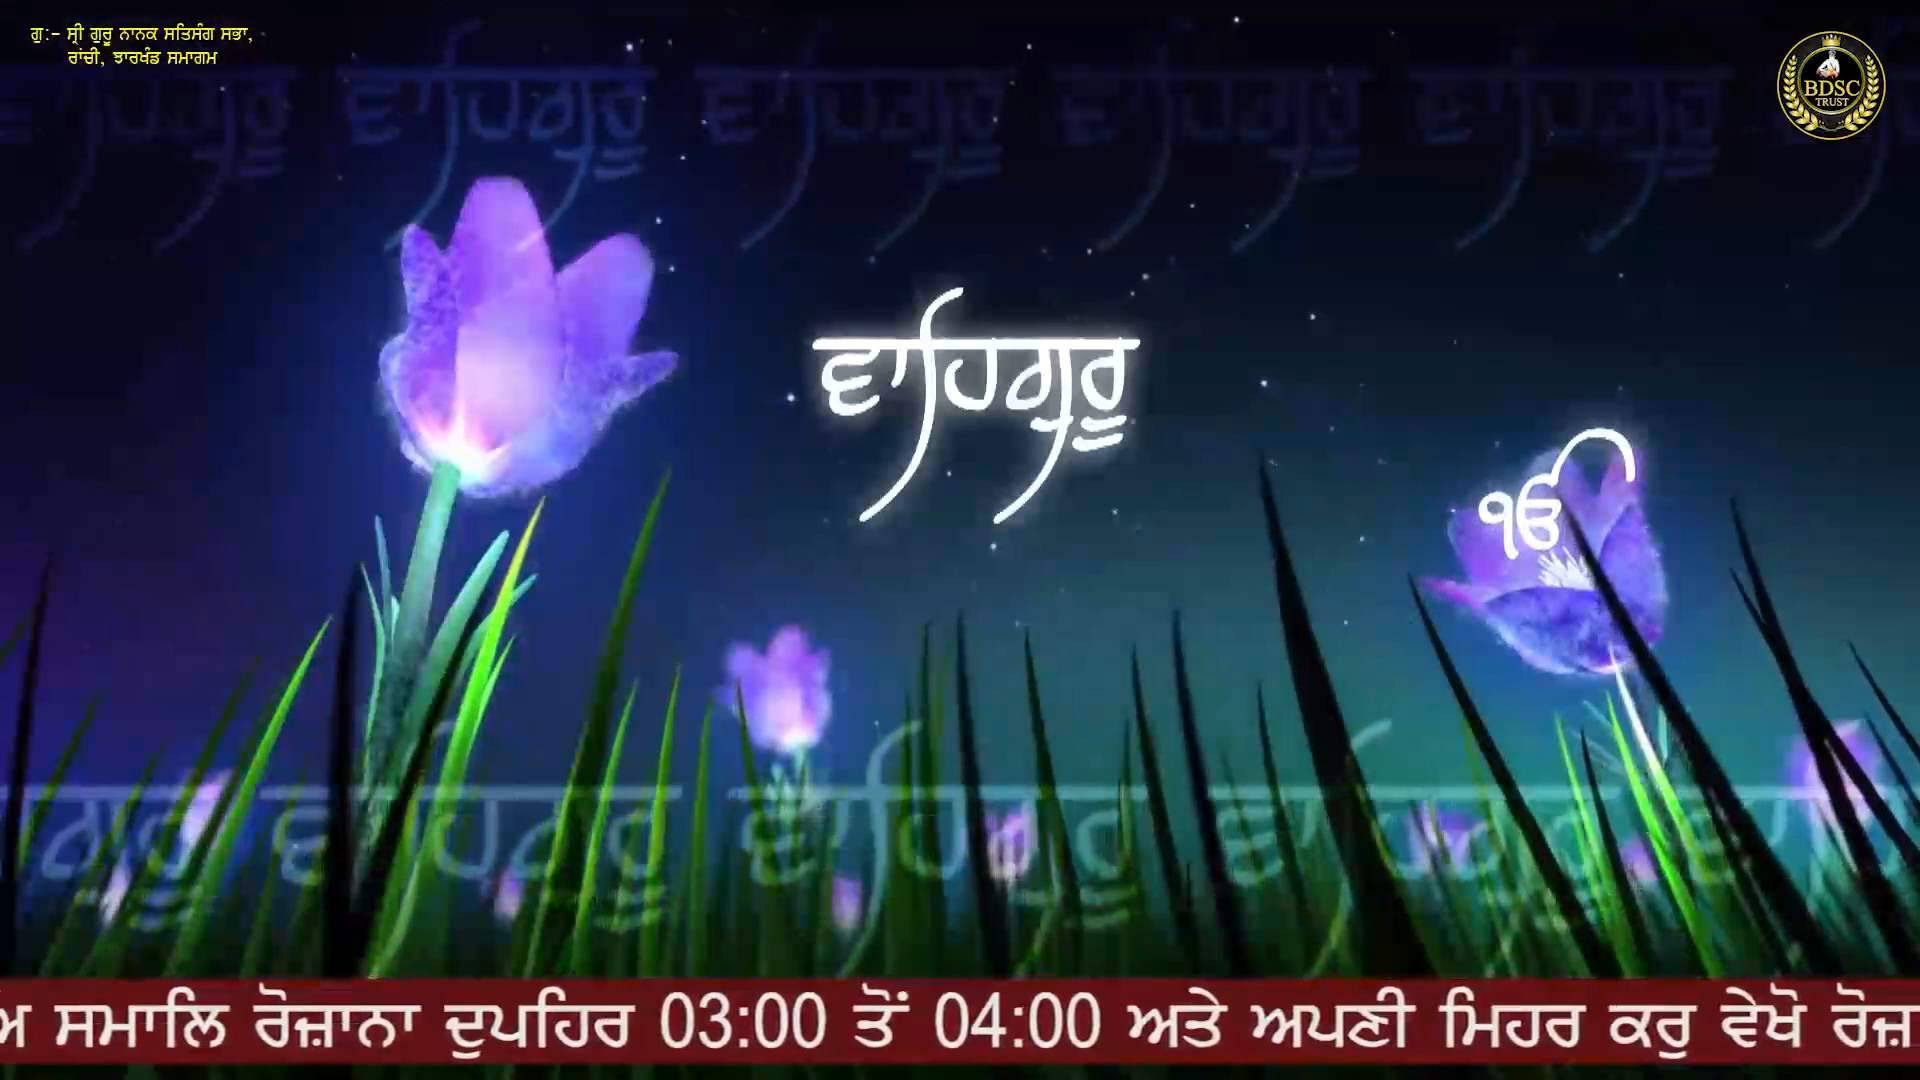 ਗੁ:- ਸ੍ਰੀ ਗੁਰੂ ਨਾਨਕ ਸਤਿਸੰਗ ਸਭਾ,
ਰਾਂਚੀ, ਝਾਰਖੰਡ ਸਮਾਗਮ
BDSC
TRUST
ਵਾਹਿਗੁਰੂ ਵਾਹਿਗੁਰੂ ਵਾਹਿਗੁਰੂ ਵਾਹਿਗੁਰੂ
ਵਾਹਿਗੁਰੂ
ੴ
ਵਾਹਿਗੁਰੂ ਵਾਹਿਗੁਰੂ ਵਾਹਿਗੁਰੂ
ਸਮਾਲਿ ਰੋਜ਼ਾਨਾ ਦੁਪਹਿਰ 03:00 ਤੋਂ 04:00 ਅਤੇ ਅਪਣੀ ਮਿਹਰ ਕਰੁ ਵੇਖੋ ਰੋਜ਼ਾ